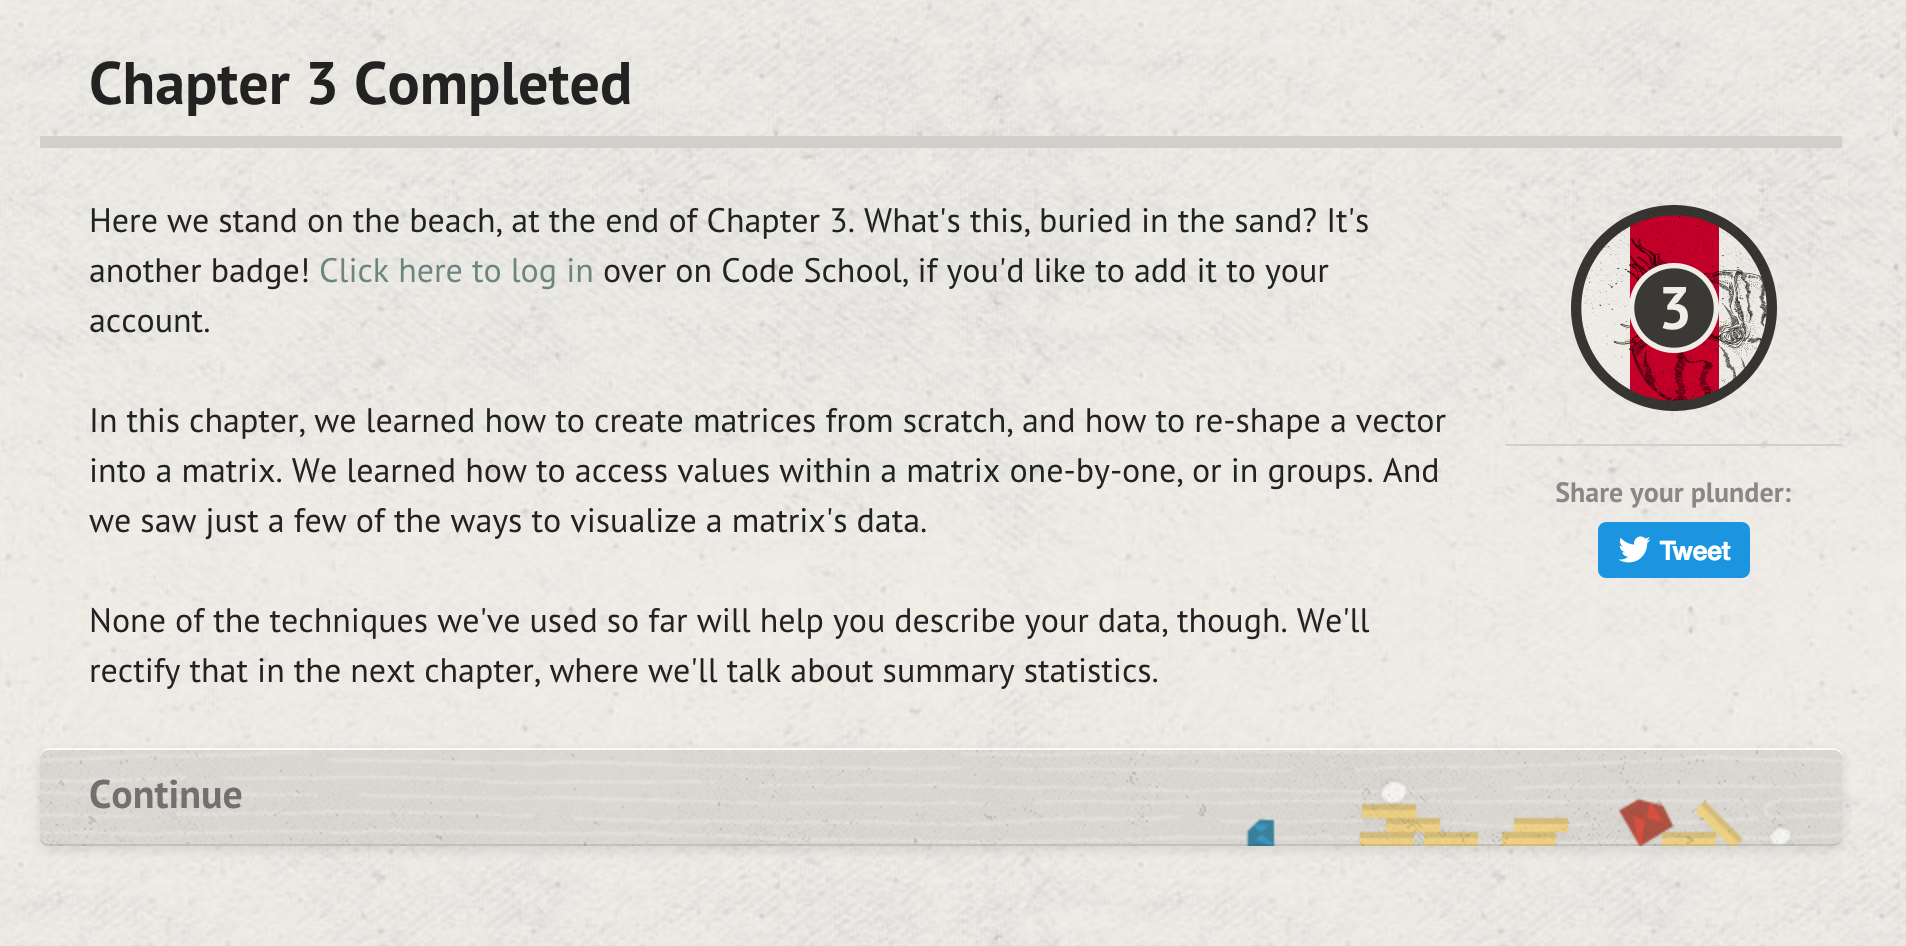 Chapter 3 Completed
Here we stand on the beach, at the end of Chapter 3. What's this, buried in the sand? It's
another badge! Click here to log in over on Code School, if you'd like to add it to your
account.
In this chapter, we learned how to create matrices from scratch, and how to re-shape a vector
into a matrix. We learned how to access values within a matrix one-by-one, or in groups. And
we saw just a few of the ways to visualize a matrix's data.
None of the techniques we've used so far will help you describe your data, though. We'll
rectify that in the next chapter, where we'll talk about summary statistics.
3
Share your plunder:
Tweet
Continue